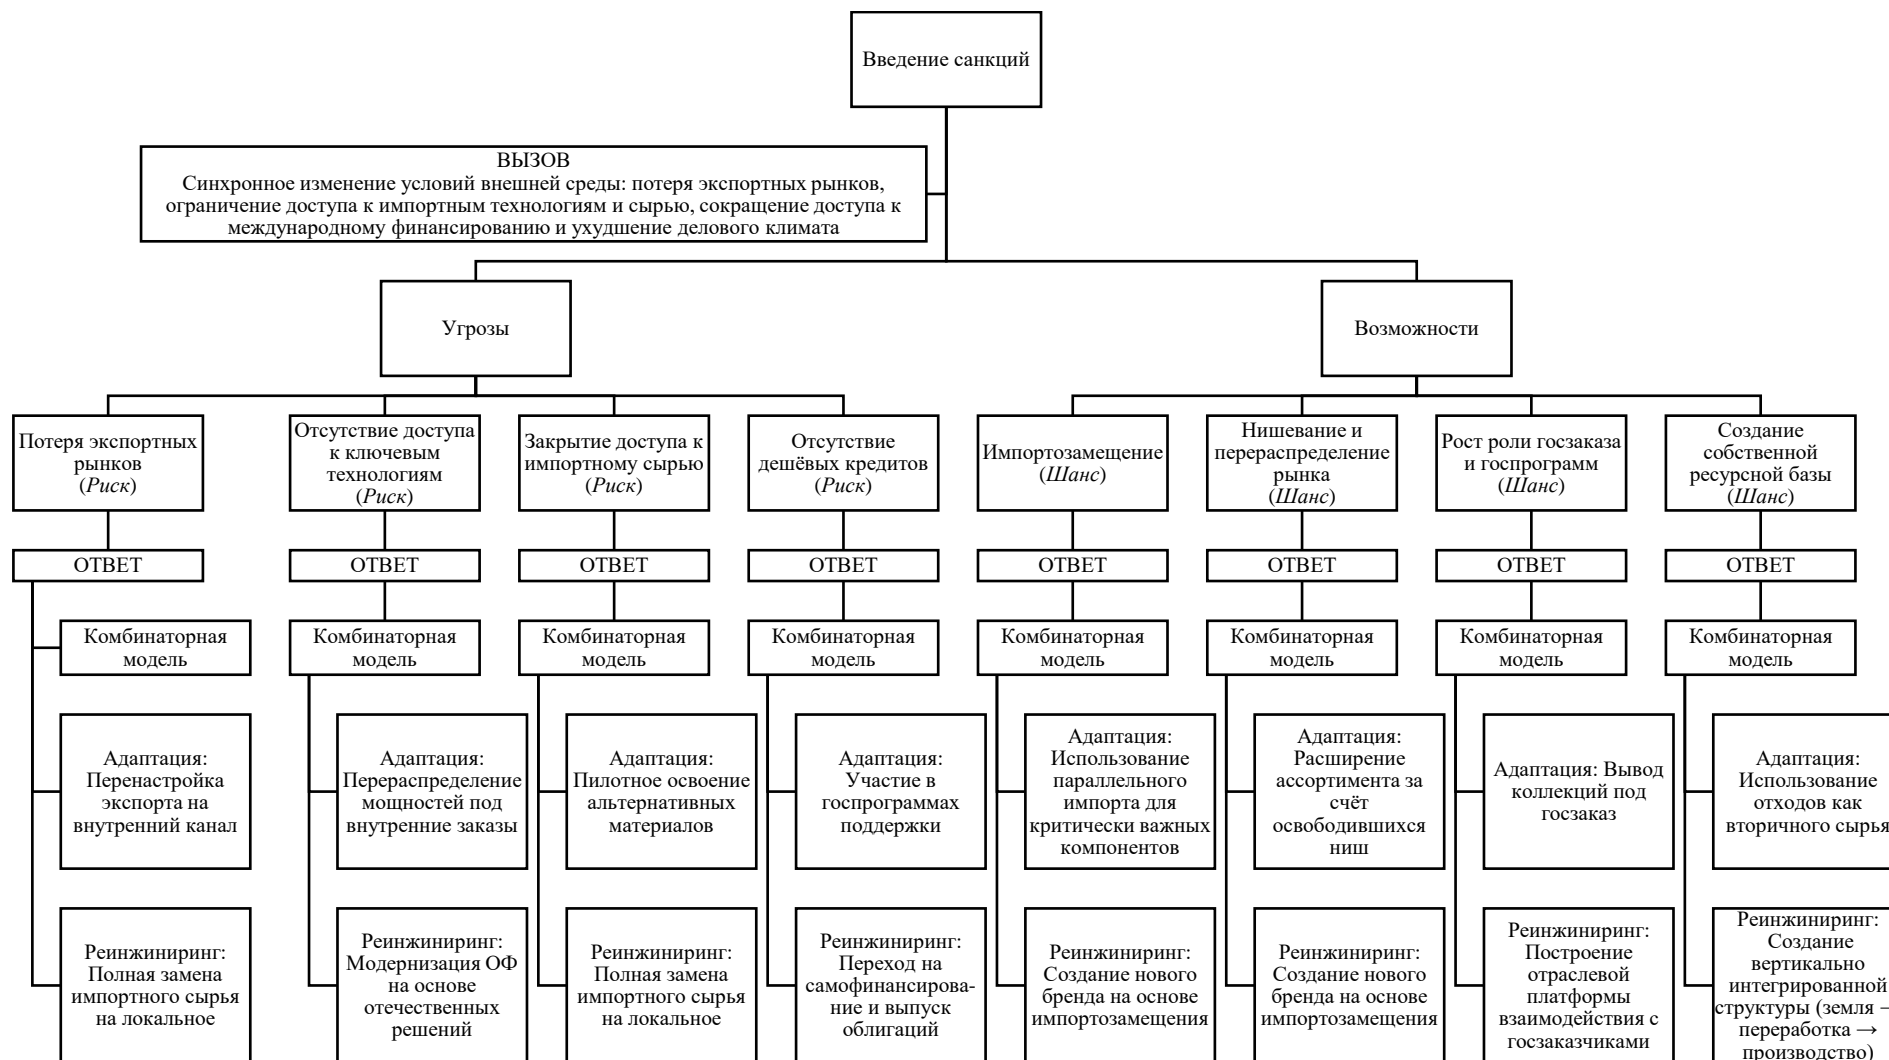 Введение санкций
ВЫЗОВ
Синхронное изменение условий внешней среды: потеря экспортных рынков,
ограничение доступа к импортным технологиям и сырью, сокращение доступа к
международному финансированию и ухудшение делового климата
Угрозы
Возможности
Потеря экспортных
рынков
(Риск)
Отсутствие доступа
к ключевым
технологиям
(Риск)
Закрытие доступа к
импортному сырью
(Риск)
Отсутствие
дешёвых кредитов
(Риск)
Импортозамещение
(Шанс)
Нишевание и
перераспределение
рынка
(Шанс)
Рост роли госзаказа
и госпрограмм
(Шанс)
Создание
собственной
ресурсной базы
(Шанс)
ОТВЕТ
ОТВЕТ
ОТВЕТ
ОТВЕТ
ОТВЕТ
ОТВЕТ
ОТВЕТ
ОТВЕТ
Комбинаторная
модель
Комбинаторная
модель
Комбинаторная
модель
Комбинаторная
модель
Комбинаторная
модель
Комбинаторная
модель
Комбинаторная
модель
Комбинаторная
модель
Адаптация:
Перенастройка
экспорта на
внутренний канал
Адаптация:
Перераспределение
мощностей под
внутренние заказы
Адаптация:
Пилотное освоение
альтернативных
материалов
Адаптация:
Участие в
госпрограммах
поддержки
Адаптация:
Использование
параллельного
импорта для
критически важных
компонентов
Адаптация:
Расширение
ассортимента за
счёт
освободившихся
ниш
Адаптация: Вывод
коллекций под
госзаказ
Адаптация:
Использование
отходов как
вторичного сырья
Реинжиниринг:
Полная замена
импортного сырья
на локальное
Реинжиниринг:
Модернизация ОФ
на основе
отечественных
решений
Реинжиниринг:
Полная замена
импортного сырья
на локальное
Реинжиниринг:
Переход на
самофинансирова-
ние и выпуск
облигаций
Реинжиниринг:
Создание нового
бренда на основе
импортозамещения
Реинжиниринг:
Создание нового
бренда на основе
импортозамещения
Реинжиниринг:
Построение
отраслевой
платформы
взаимодействия с
госзаказчиками
Реинжиниринг:
Создание
вертикально
интегрированной
структуры (земля –
переработка →
производство)